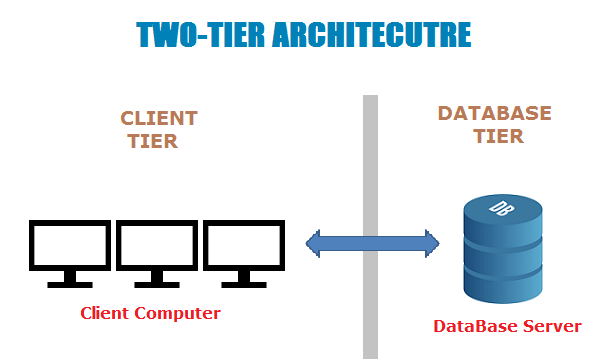 TWO-TIER ARCHITECUTRE
CLIENT
TIER
DATABASE
TIER
DB
Client Computer
DataBase Server